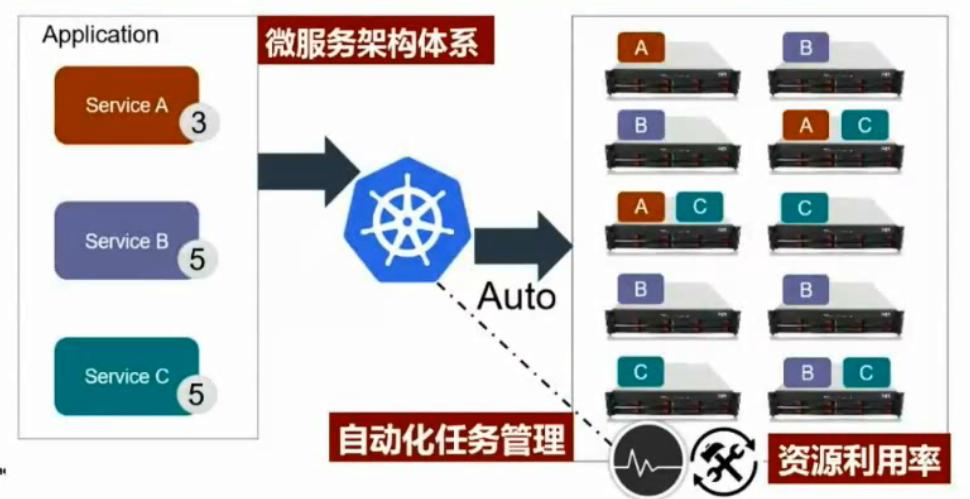 Application
微服务架构体系
Service A
3
Service B
5
Service C
5
Auto
A
B
B
A C
A C
C
B
B
C
B C
自动化任务管理
资源利用率